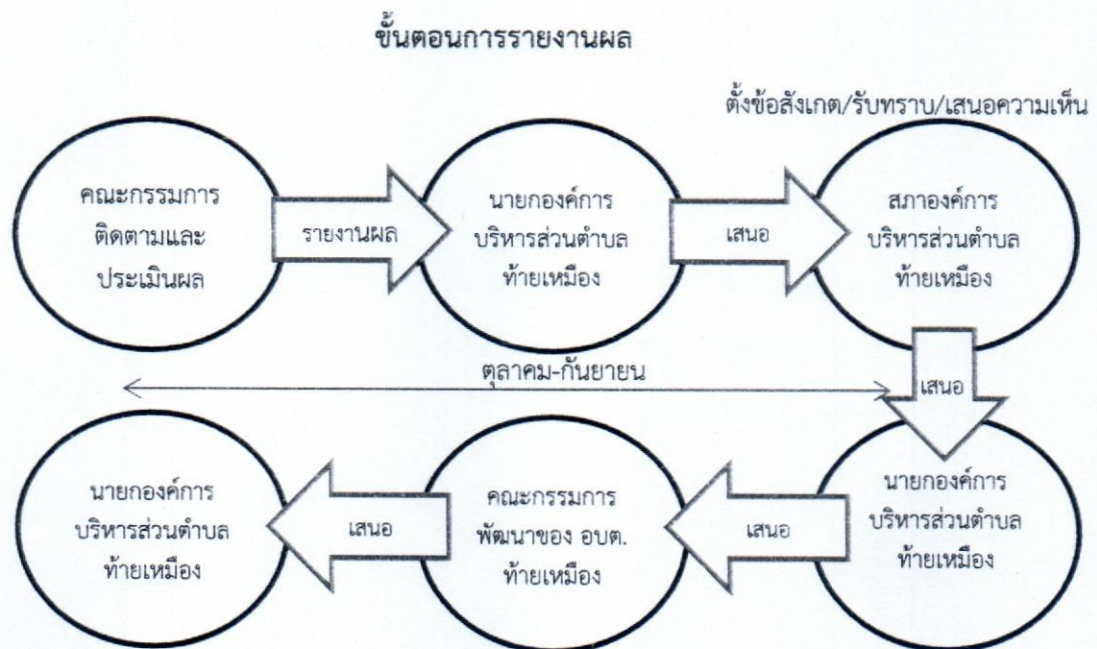 ขั้นตอนการรายงานผล
ตั้งข้อสังเกต/รับทราบ/เสนอความเห็น
คณะกรรมการ
ติดตามและ
ประเมินผล
รายงานผล
นายกองค์การ
บริหารส่วนตำบล
ท้ายเหมือง
เสนอ
สภาองค์การ
บริหารส่วนตำบล
ท้ายเหมือง
เสนอ
ตุลาคม-กันยายน
นายกองค์การ
บริหารส่วนตำบล
ท้ายเหมือง
เสนอ
คณะกรรมการ
พัฒนาของ อบต.
ท้ายเหมือง
เสนอ
นายกองค์การ
บริหารส่วนตำบล
ท้ายเหมือง